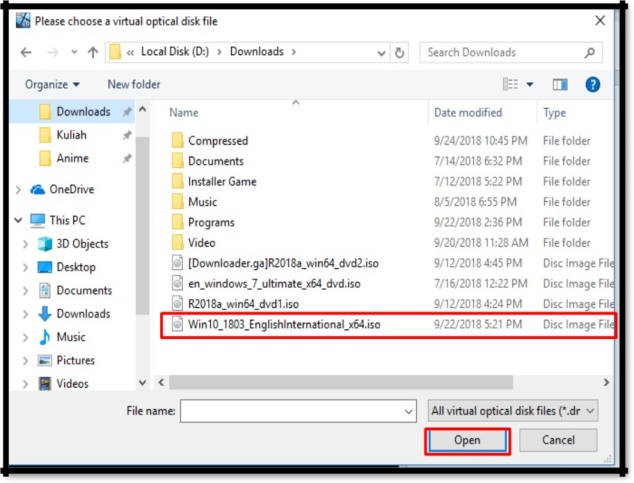 Please choose a virtual optical disk file
« Local Disk (D:) > Downloads >
Search Downloads
Organize
New folder
Downloads
Kuliah
Anime
OneDrive
This PC
3D Objects
Desktop
Documents
Downloads
Music
Pictures
Videos
Name Date modified Type
Compressed 9/24/2018 10:45 PM File folder
Documents 7/14/2018 6:32 PM File folder
Installer Game 7/12/2018 5:22 PM File folder
Music 8/5/2018 6:55 PM File folder
Programs 9/22/2018 2:36 PM File folder
Video 9/20/2018 11:28 AM File folder
[Downloader.ga]R2018a_win64_dvd2.iso 9/12/2018 4:45 PM Disc Image File
en_windows_7_ultimate_x64_dvd.iso 7/16/2018 12:22 PM Disc Image File
R2018a_win64_dvd1.iso 9/12/2018 4:24 PM Disc Image File
Win10_1803_EnglishInternational_x64.iso 9/22/2018 5:21 PM Disc Image File
File name:
All virtual optical disk files (*.dr
Open
Cancel